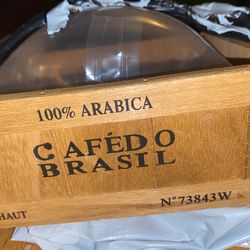 100% ARABICA
CAFÉDO
BRASIL
N°73843W
HAUT